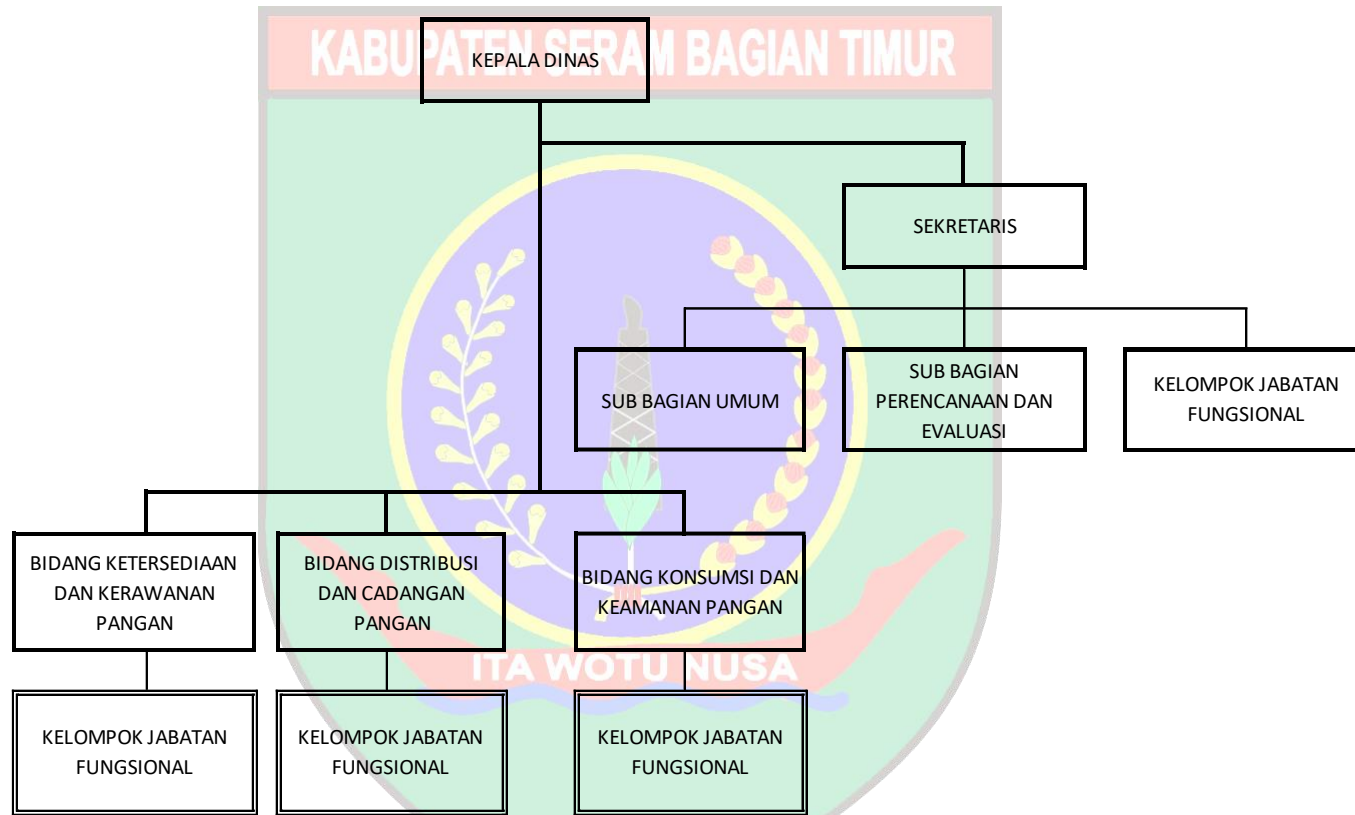 KABUPATEN SERAM BAGIAN TIMUR
KEPALA DINAS
SEKRETARIS
SUB BAGIAN UMUM
SUB BAGIAN
PERENCANAAN DAN
EVALUASI
KELOMPOK JABATAN
FUNGSIONAL
BIDANG KETERSEDIAAN
DAN KERAWANAN
PANGAN
BIDANG DISTRIBUSI
DAN CADANGAN
PANGAN
BIDANG KONSUMSI DAN
KEAMANAN PANGAN
ITA WOTU NUSA
KELOMPOK JABATAN
FUNGSIONAL
KELOMPOK JABATAN
FUNGSIONAL
KELOMPOK JABATAN
FUNGSIONAL